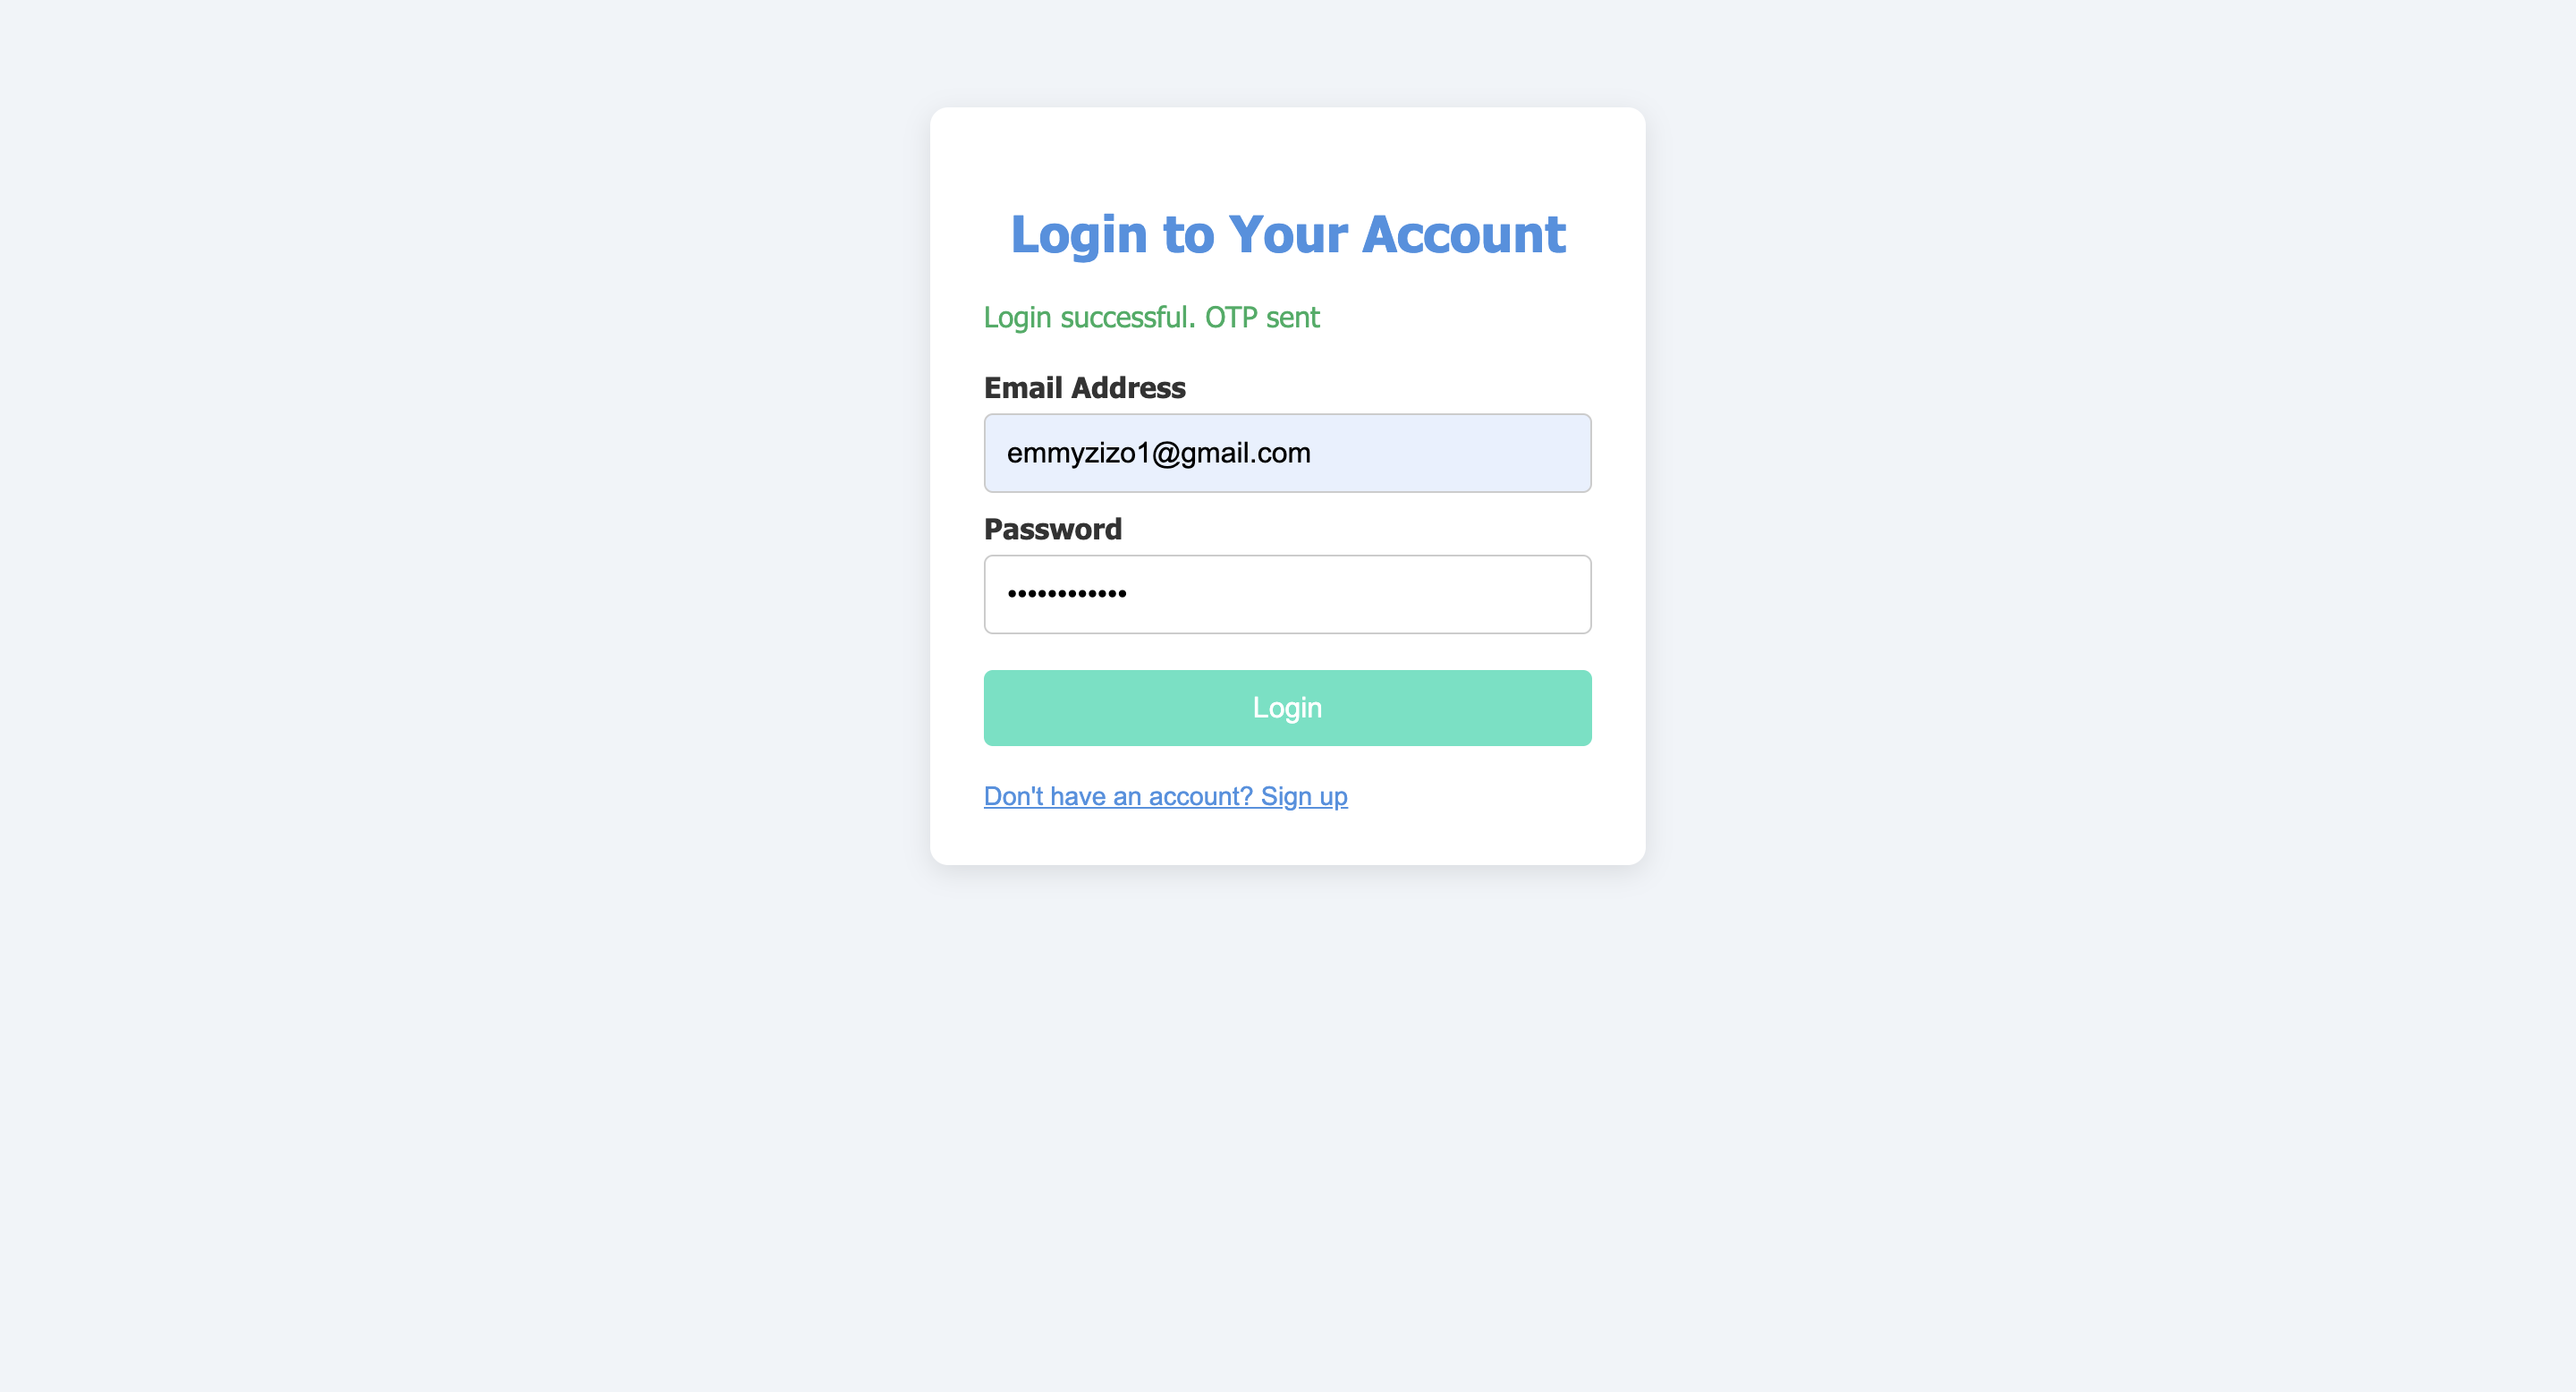 Login to Your Account
Login successful. OTP sent
Email Address
emmyzizo1@gmail.com
Password
••••••••••••
Login
Don't have an account? Sign up